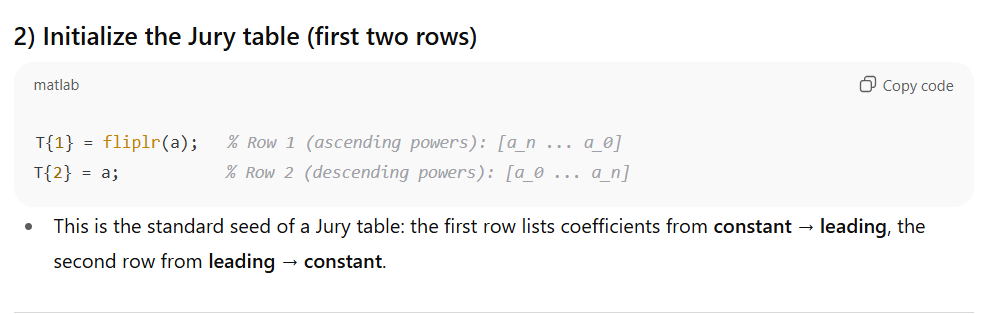 2) Initialize the Jury table (first two rows)
matlab
Copy code
T{1} = fliplr(a);   % Row 1 (ascending powers): [a_n ... a_0]
T{2} = a;           % Row 2 (descending powers): [a_0 ... a_n]
• This is the standard seed of a Jury table: the first row lists coefficients from constant → leading, the
second row from leading → constant.